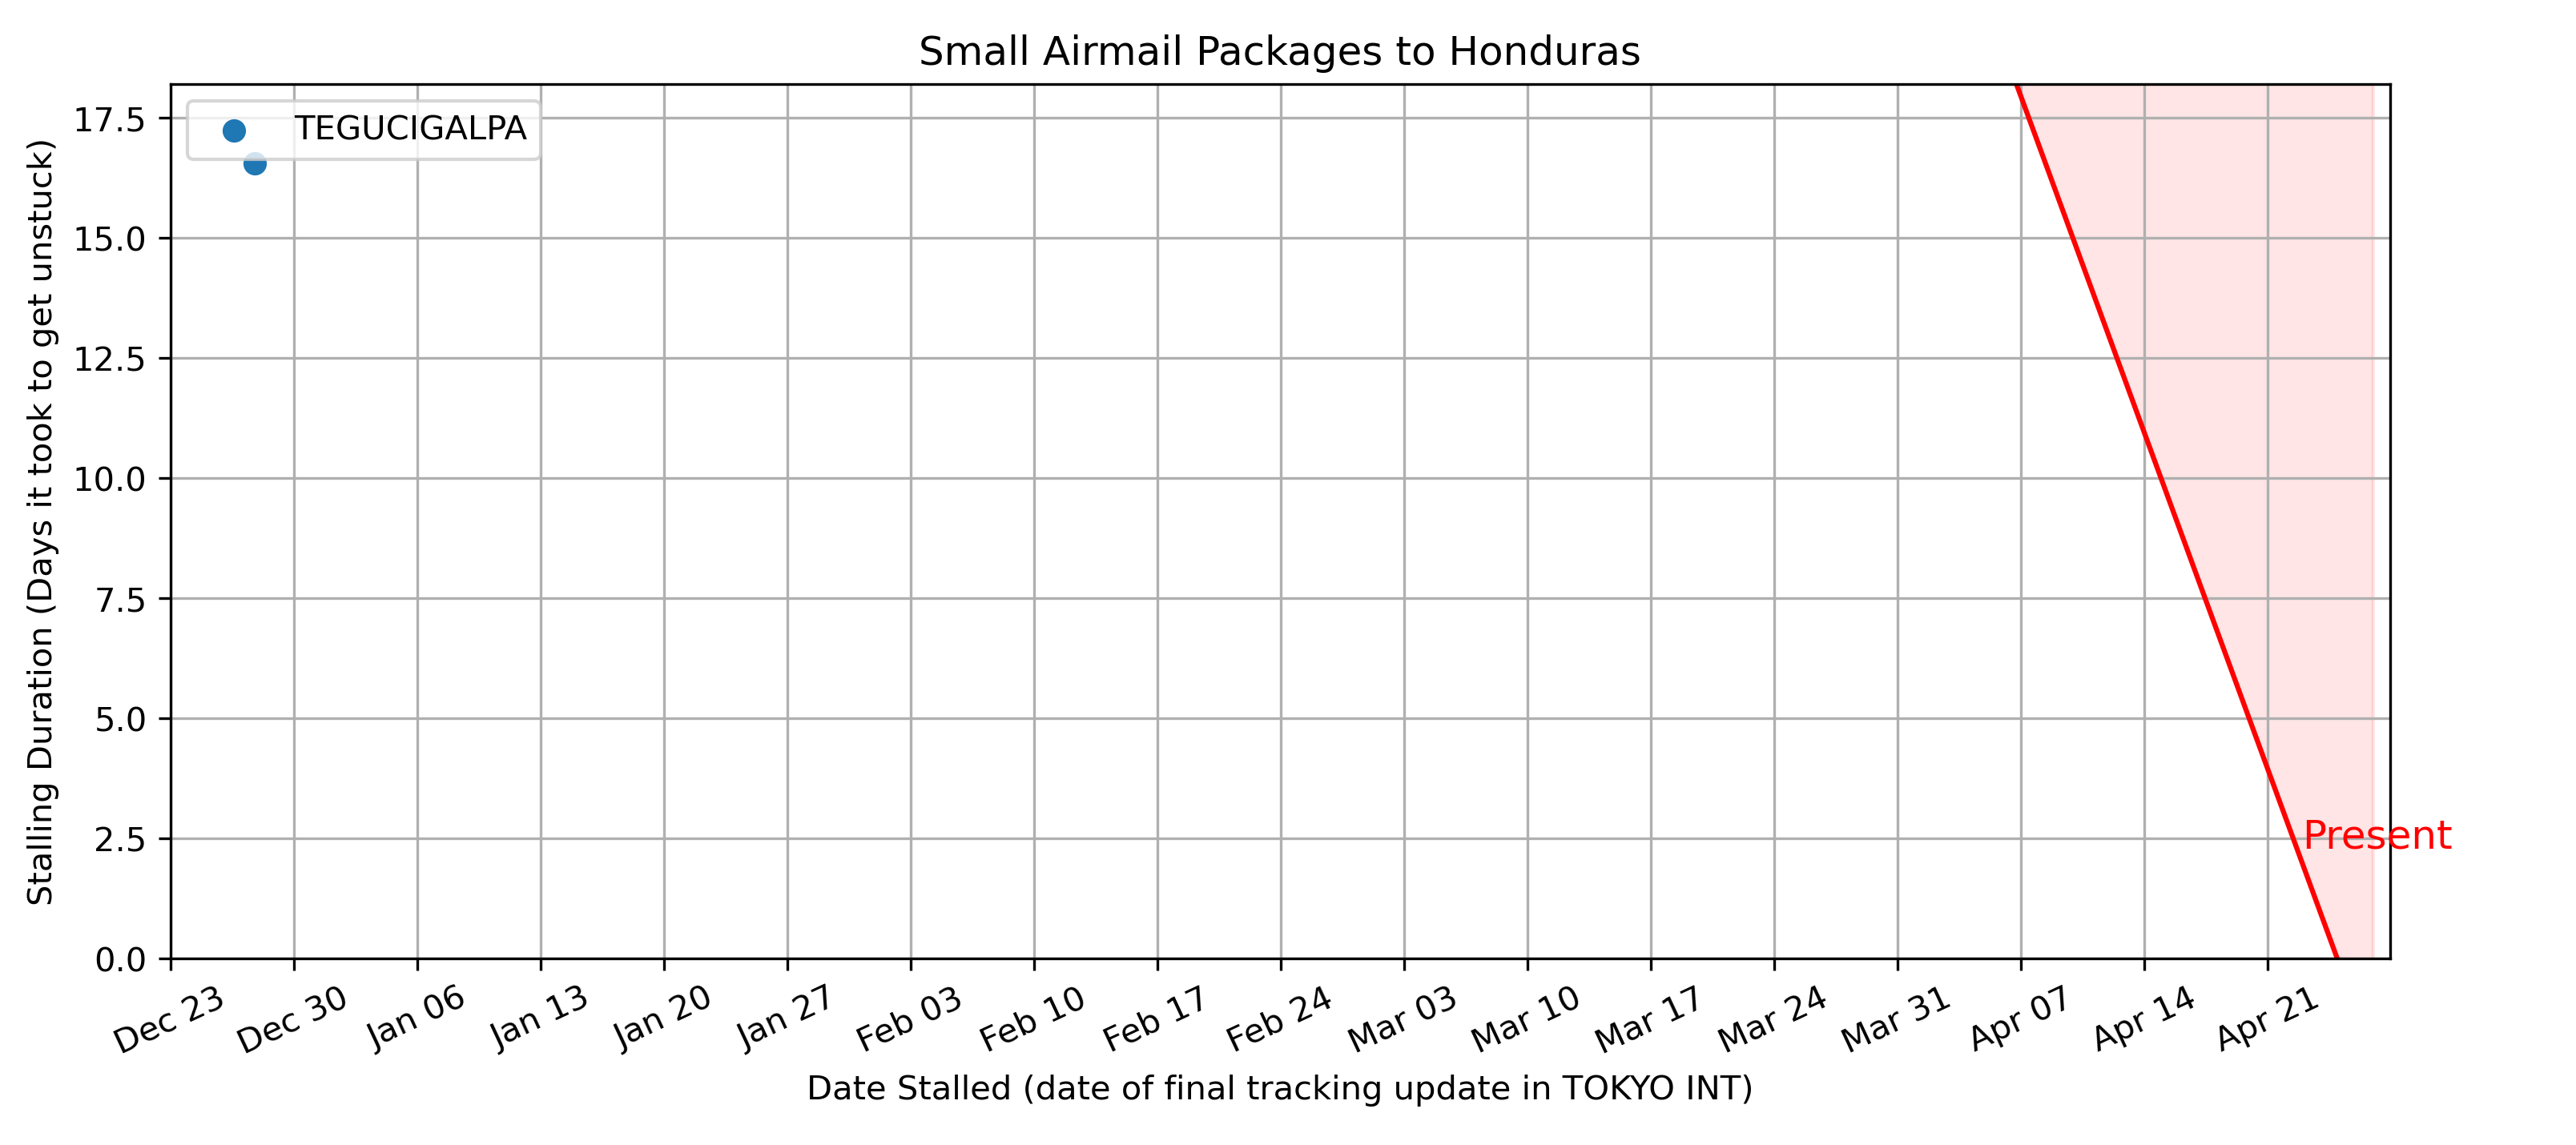 Small Airmail Packages to Honduras
TEGUCIGALPA
Stalling Duration (Days it took to get unstuck)
17.5
15.0
12.5
10.0
7.5
5.0
2.5
0.0
Present
Dec 23
Dec 30
Jan 06
Jan 13
Jan 20
Jan 27
Feb 03
Feb 10
Feb 17
Feb 24
Mar 03
Mar 10
Mar 17
Mar 24
Mar 31
Apr 07
Apr 14
Apr 21
Date Stalled (date of final tracking update in TOKYO INT)